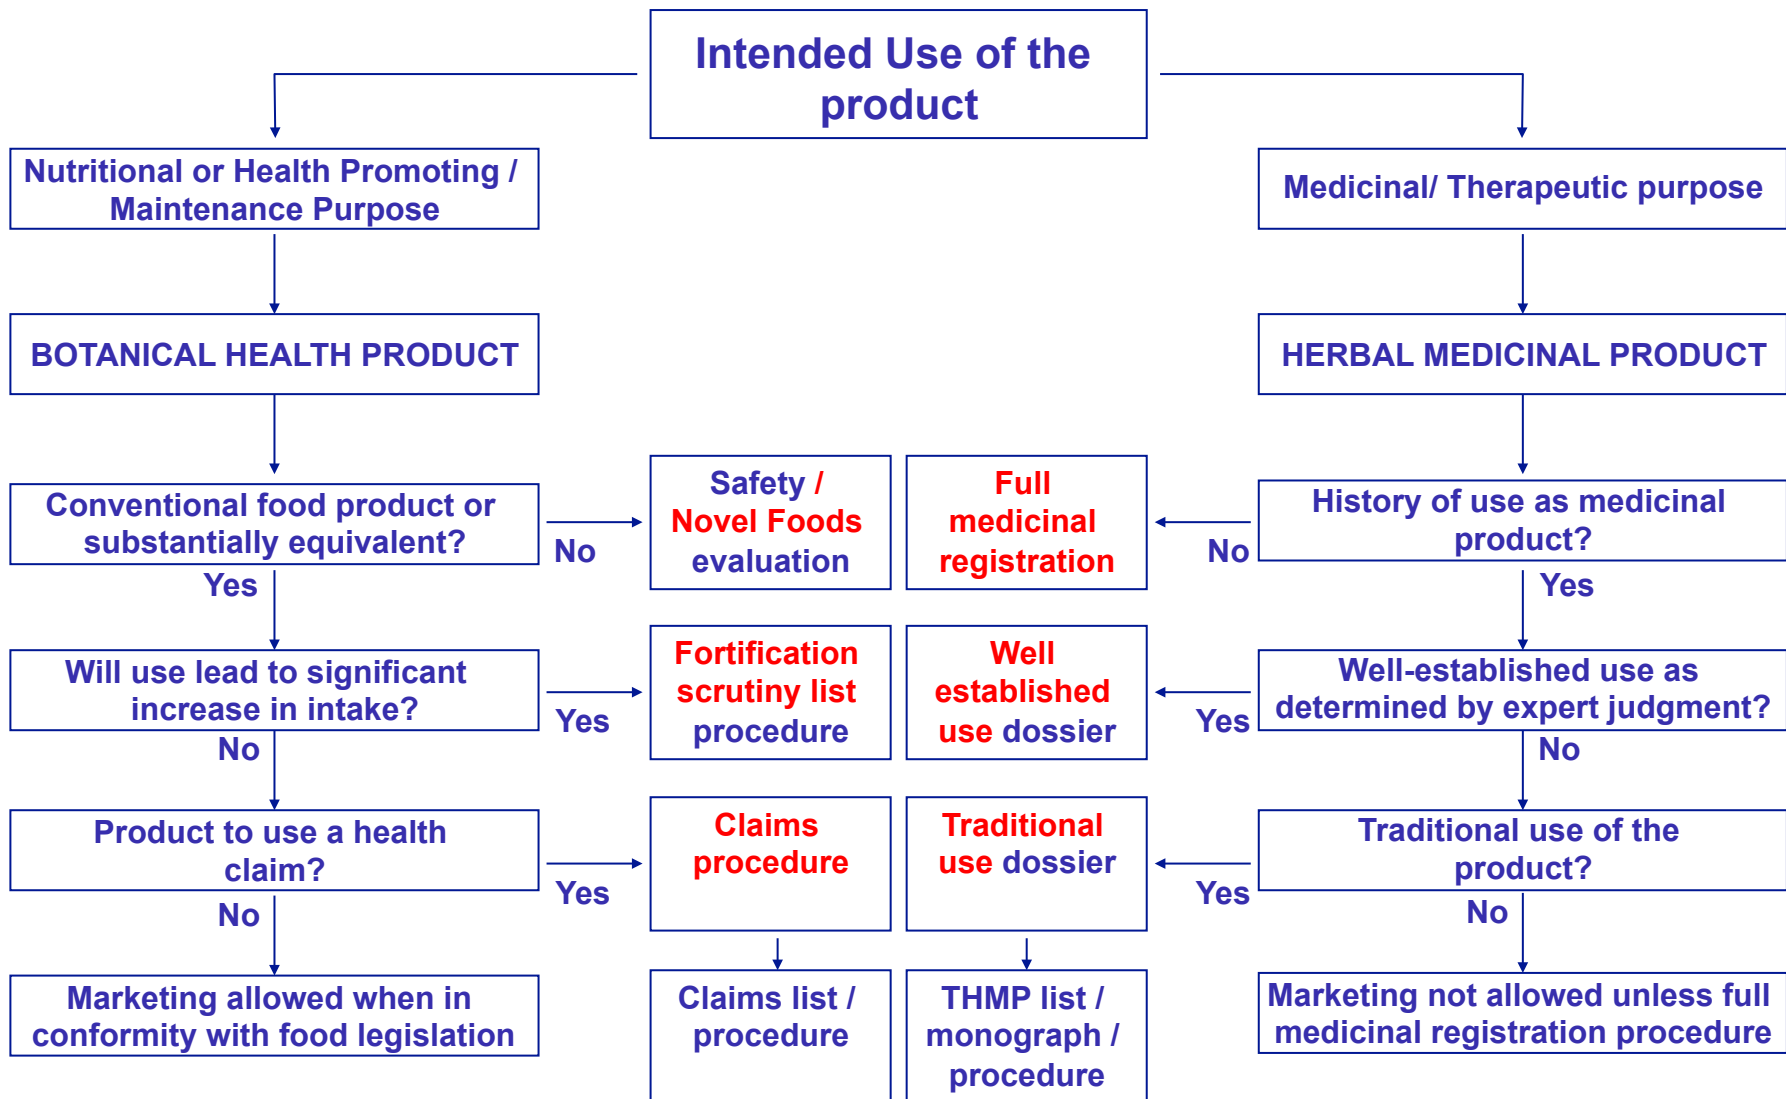 Intended Use of the
product
Nutritional or Health Promoting /
Maintenance Purpose
Medicinal/ Therapeutic purpose
BOTANICAL HEALTH PRODUCT
HERBAL MEDICINAL PRODUCT
Conventional food product or
substantially equivalent?
No
Yes
Safety /
Novel Foods
evaluation
Full
medicinal
registration
History of use as medicinal
product?
No
Yes
Will use lead to significant
increase in intake?
Yes
No
Fortification
scrutiny list
procedure
Well
established
use dossier
Well-established use as
determined by expert judgment?
Yes
No
Product to use a health
claim?
Yes
No
Claims
procedure
Traditional
use dossier
Traditional use of the
product?
Yes
No
Marketing allowed when in
conformity with food legislation
Claims list /
procedure
THMP list /
monograph /
procedure
Marketing not allowed unless full
medicinal registration procedure